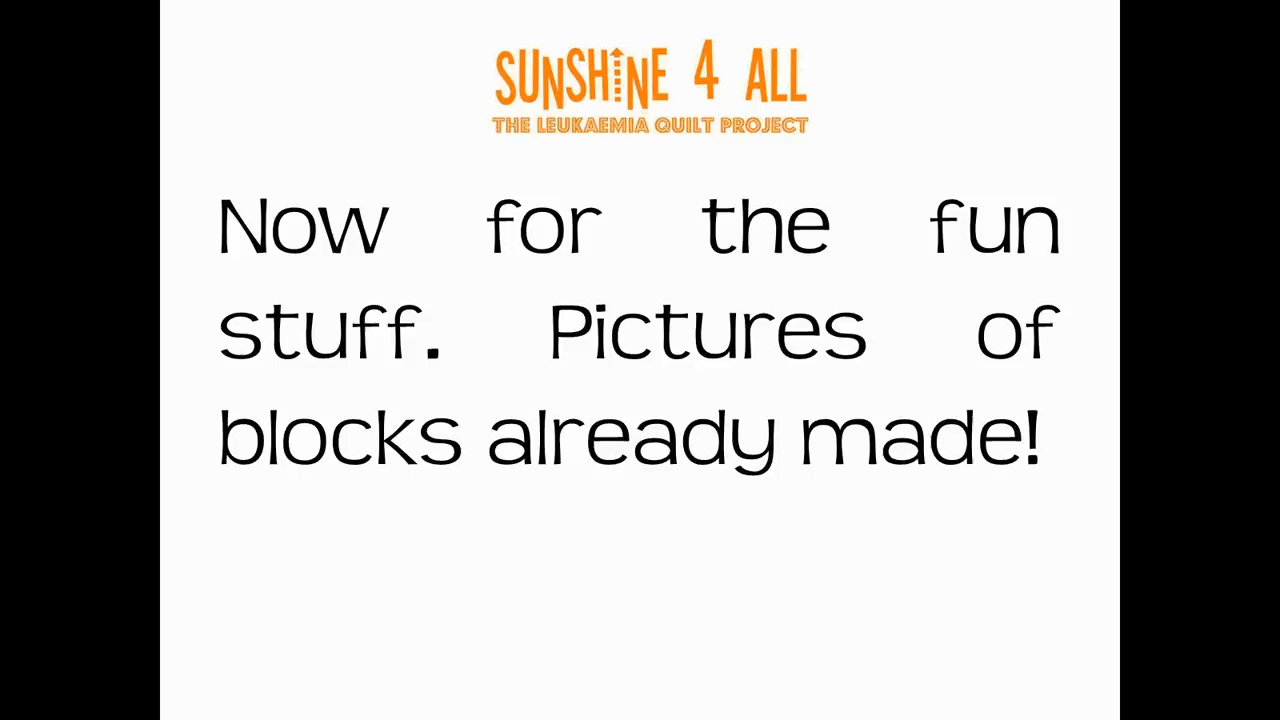 SUNSHINE 4 ALL
THE LEUKAEMIA QUILT PROJECT
Now for the fun
stuff. Pictures of
blocks already made!